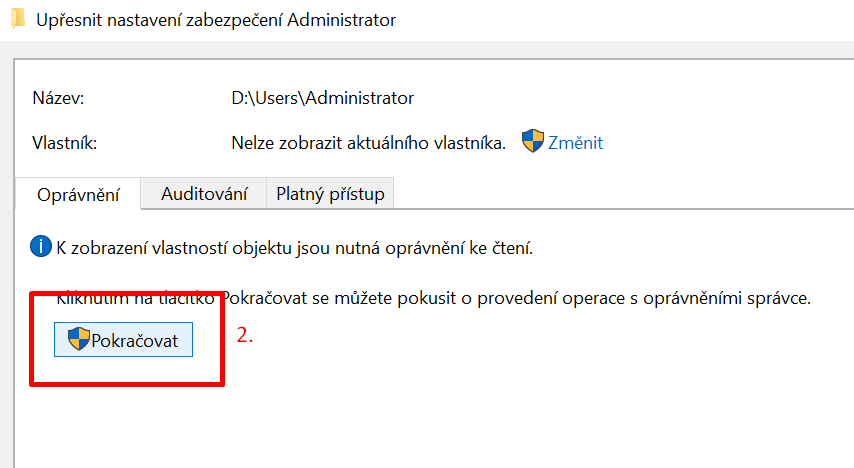 Upřesnit nastavení zabezpečení Administrator
Název: D:\Users\Administrator
Vlastník: Nelze zobrazit aktuálního vlastníka. Změnit
Oprávnění Auditování Platný přístup
K zobrazení vlastností objektu jsou nutná oprávnění ke čtení.
Kliknutím na tlačítko Pokračovat se můžete pokusit o provedení operace s oprávněními správce.
Pokračovat 2.